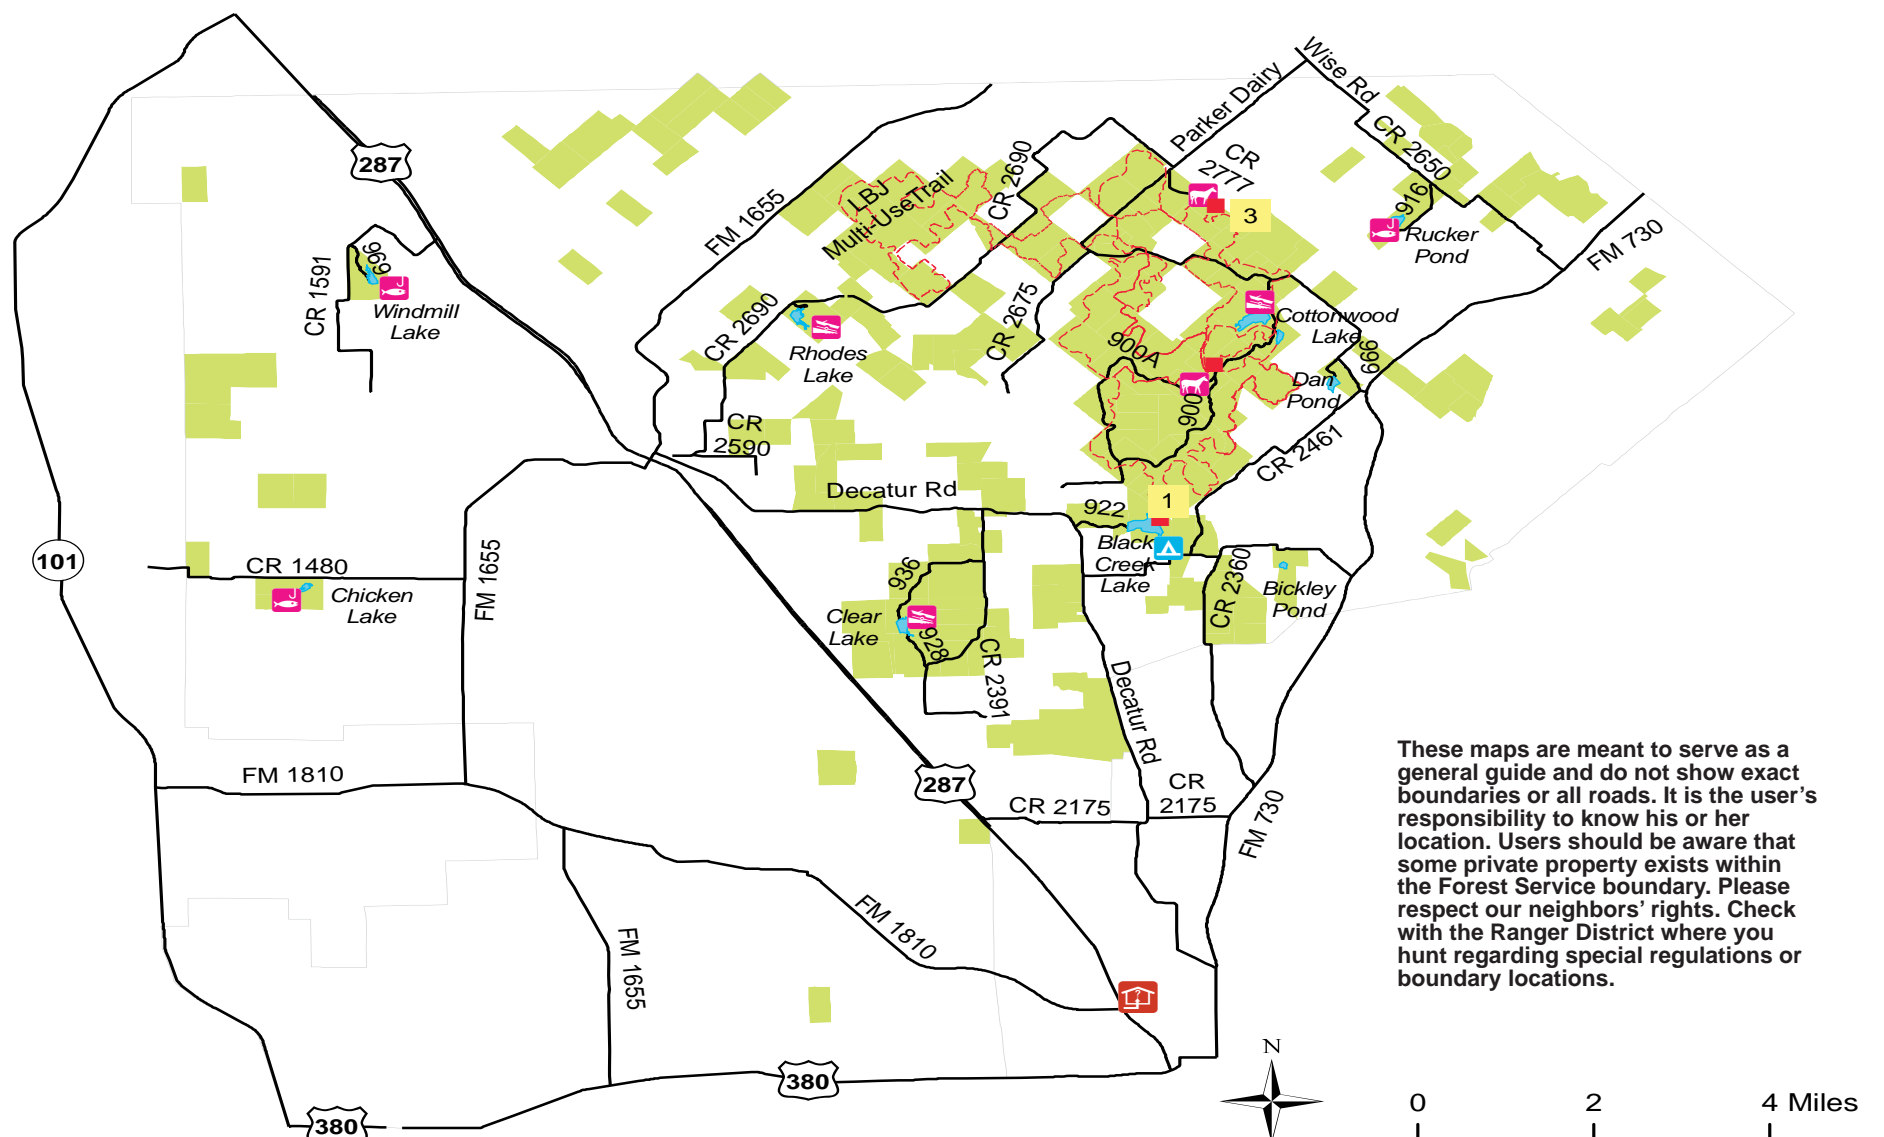 Wise Rd
Parker Dairy
287
CR 2650
CR
2777
CR 2690
LBJ
Multi-UseTrail
916
3
FM 1655
Rucker
Pond
FM 730
969
CR 1591
Windmill
Lake
CR 2690
CR 2675
Cottonwood
Lake
Rhodes
Lake
900A
999
Dan
Pond
900
CR
2590
CR 2461
Decatur Rd
922
1
Black
Creek
Lake
101
CR 1480
FM 1655
Chicken
Lake
936
Clear
Lake
928
CR 2391
CR 2360
Bickley
Pond
Decatur Rd
FM 1810
287
CR 2175
CR
2175
FM 730
These maps are meant to serve as a
general guide and do not show exact
boundaries or all roads. It is the user's
responsibility to know his or her
location. Users should be aware that
some private property exists within
the Forest Service boundary. Please
respect our neighbors' rights. Check
with the Ranger District where you
hunt regarding special regulations or
boundary locations.
FM 1810
FM 1655
?
N
380
380
0 2 4 Miles